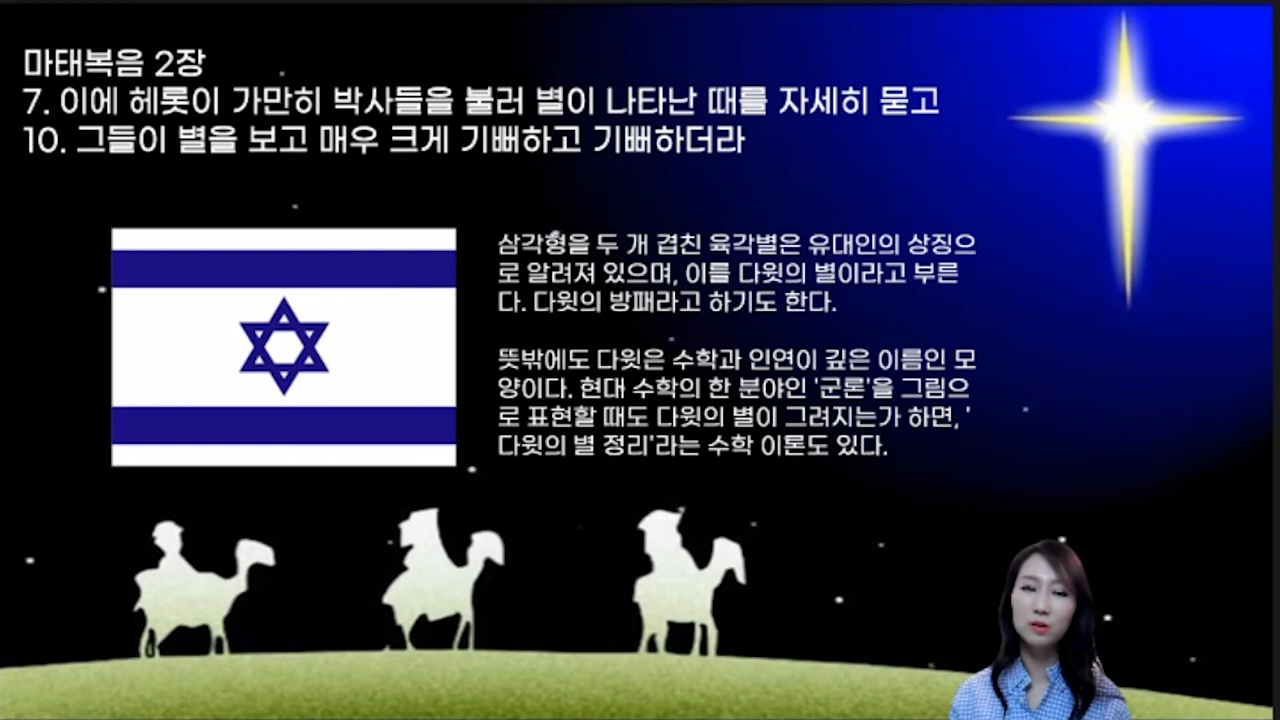 마태복음 2장
7. 이에 헤롯이 가만히 박사들을 불러 별이 나타난 때를 자세히 묻고
10. 그들이 별을 보고 매우 크게 기뻐하고 기뻐하더라
삼각형을 두 개 겹친 육각별은 유대인의 상징으
로 알려져 있으며, 이를 다윗의 별이라고 부른
다. 다윗의 방패라고 하기도 한다.
뜻밖에도 다윗은 수학과 인연이 깊은 이름인 모
양이다. 현대 수학의 한 분야인 '군론'을 그림으
로 표현할 때도 다윗의 별이 그려지는가 하면, '
다윗의 별 정리'라는 수학 이론도 있다.